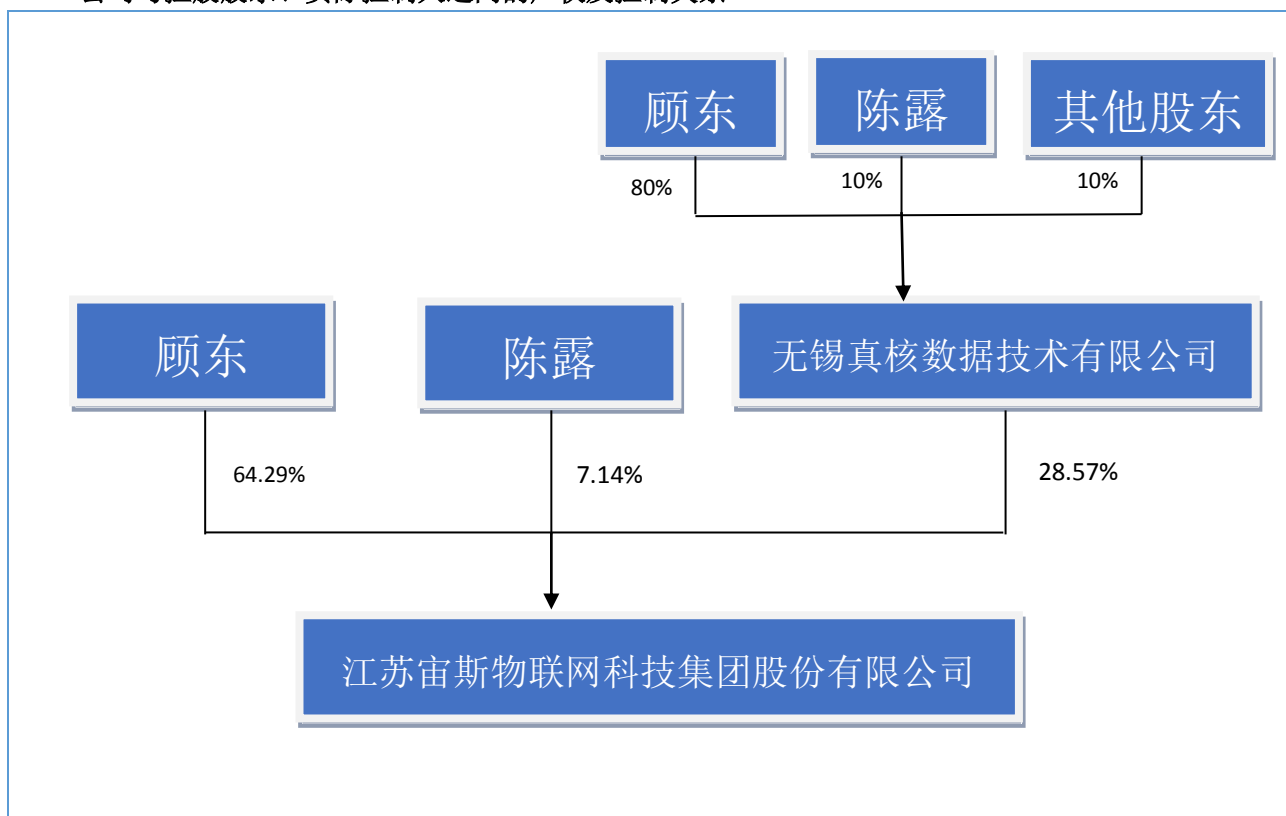 顾东
陈露
其他股东
80%
10%
10%
顾东
陈露
无锡真核数据技术有限公司
64.29%
7.14%
28.57%
江苏宙斯物联网科技集团股份有限公司